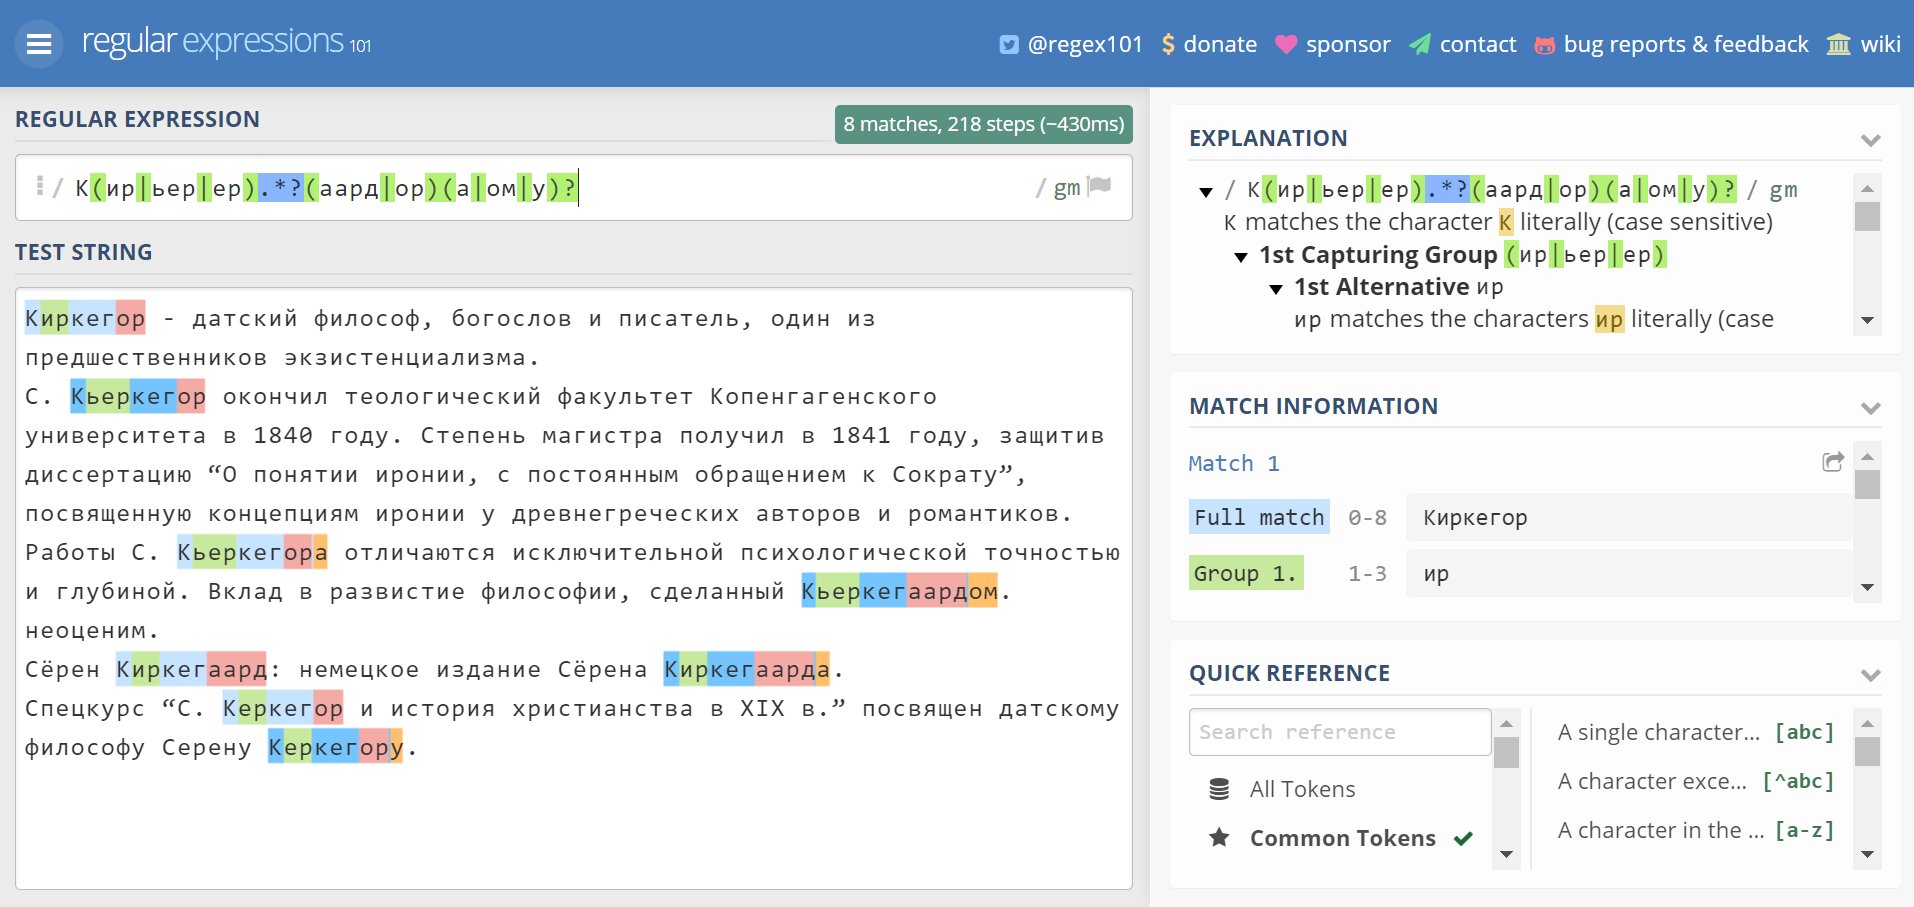 regular expressions 101
@regex101 donate sponsor contact bug reports & feedback wiki
REGULAR EXPRESSION
8 matches, 218 steps (~430ms)
/ К(ир|ьер|ер).*?(аард|ор)(а|ом|у)? / gm
TEST STRING
Киркегор - датский философ, богослов и писатель, один из
предшественников экзистенциализма.
С. Кьеркегор окончил теологический факультет Копенгагенского
университета в 1840 году. Степень магистра получил в 1841 году, защитив
диссертацию “О понятии иронии, с постоянным обращением к Сократу”,
посвященную концепциям иронии у древнегреческих авторов и романтиков.
Работы С. Кьеркегора отличаются исключительной психологической точностью
и глубиной. Вклад в развистие философии, сделанный Кьеркегаардом.
неоценим.
Сёрен Киркегаард: немецкое издание Сёрена Киркегаарда.
Спецкурс “С. Керкегор и история христианства в XIX в.” посвящен датскому
философу Серену Керкегору.
EXPLANATION
/ К(ир|ьер|ер).*?(аард|ор)(а|ом|у)? / gm
К matches the character К literally (case sensitive)
1st Capturing Group (ир|ьер|ер)
1st Alternative ир
ир matches the characters ир literally (case
MATCH INFORMATION
Match 1
Full match 0-8 Киркегор
Group 1. 1-3 ир
QUICK REFERENCE
Search reference
All Tokens
Common Tokens
A single character... [abc]
A character exce... [^abc]
A character in the ... [a-z]